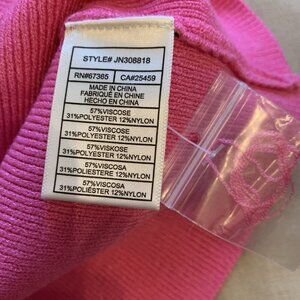 STYLE# JN308818
RN#67365 CA#25459
MADE IN CHINA
FABRIQUÉ EN CHINE
HECHO EN CHINA
57%VISCOSE
31%POLYESTER 12%NYLON
57%VISCOSE
31%POLYESTER 12%NYLON
57%VISKOSE
31%POLYESTER 12%NYLON
57%VISCOSA
31%POLIESTERE 12%NYLON
57%VISCOSA
31%POLIÉSTER 12%NYLON